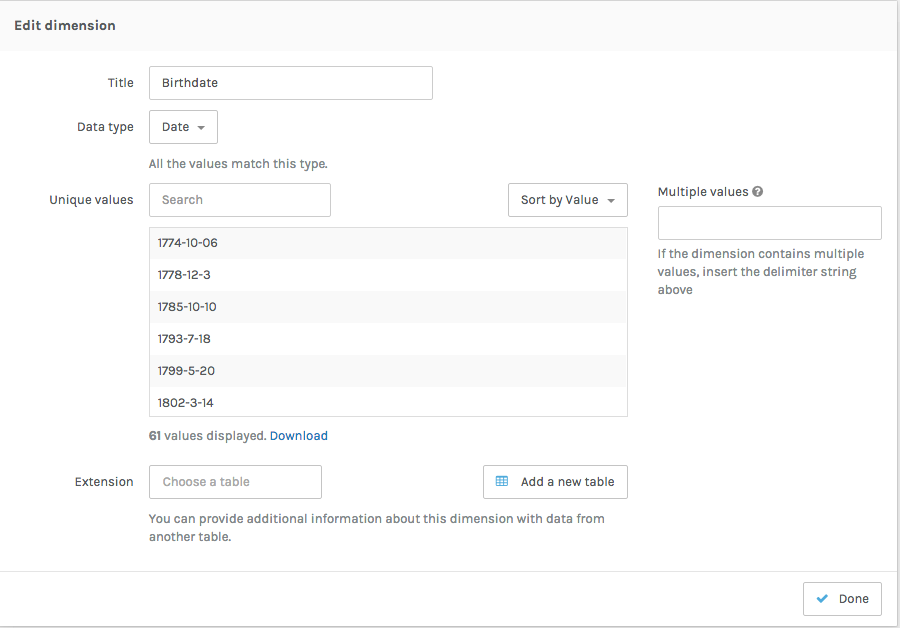 Edit dimension
Title
Birthdate
Data type
Date
All the values match this type.
Unique values
Search
Sort by Value
1774-10-06
1778-12-3
1785-10-10
1793-7-18
1799-5-20
1802-3-14
61 values displayed. Download
Multiple values ?
If the dimension contains multiple
values, insert the delimiter string
above
Extension
Choose a table
Add a new table
You can provide additional information about this dimension with data from
another table.
Done